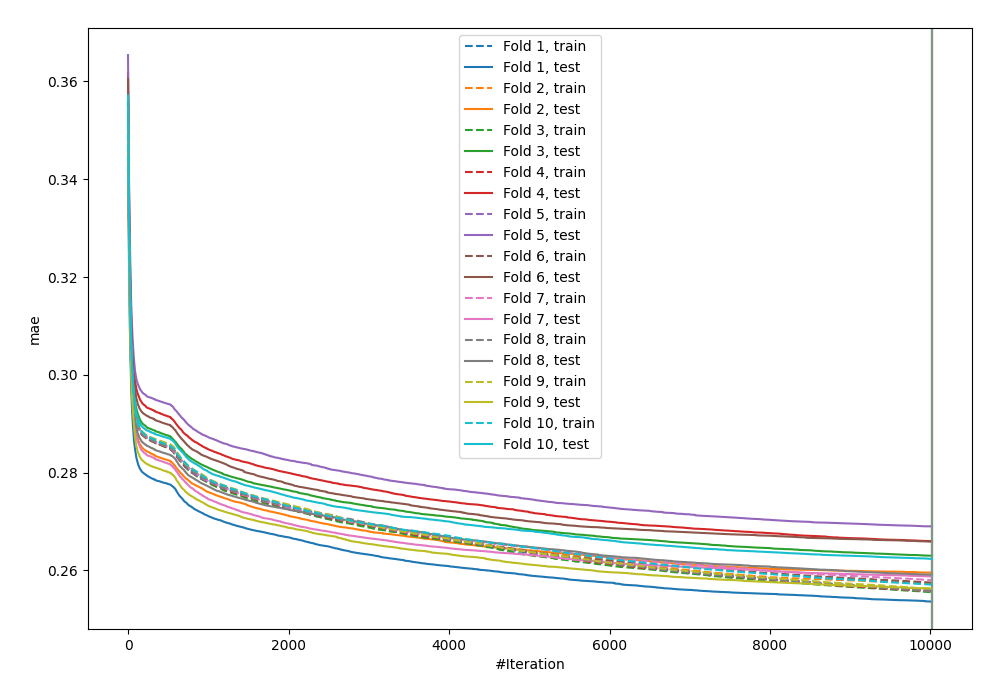 0.36
0.34
0.32
0.30
0.28
0.26
mae
0
2000
4000
6000
8000
10000
#Iteration
Fold 1, train
Fold 1, test
Fold 2, train
Fold 2, test
Fold 3, train
Fold 3, test
Fold 4, train
Fold 4, test
Fold 5, train
Fold 5, test
Fold 6, train
Fold 6, test
Fold 7, train
Fold 7, test
Fold 8, train
Fold 8, test
Fold 9, train
Fold 9, test
Fold 10, train
Fold 10, test